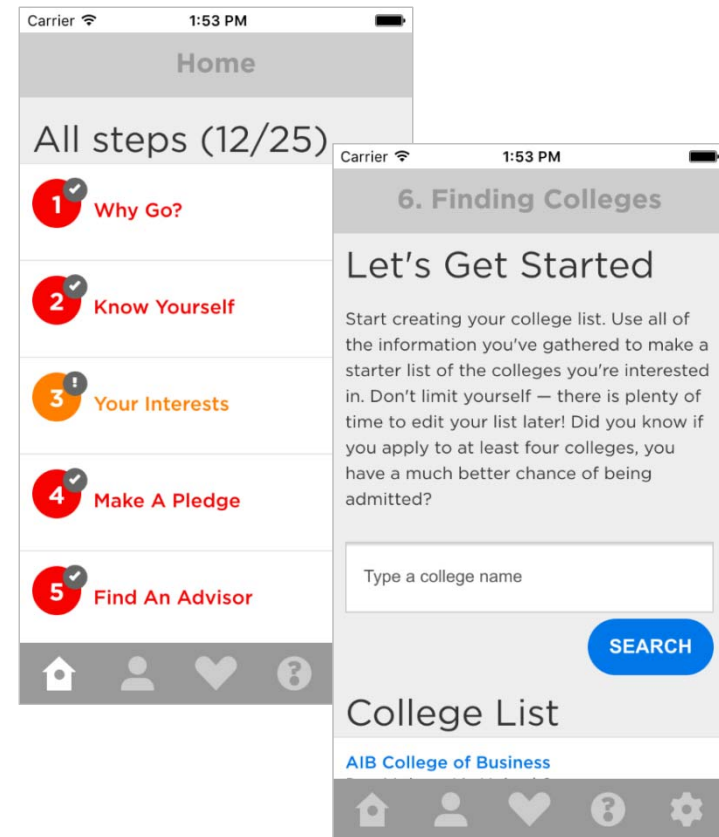 Carrier 1:53 PM
Home
All steps (12/25)
1 Why Go?
2 Know Yourself
3 Your Interests
4 Make A Pledge
5 Find An Advisor
Carrier 1:53 PM
6. Finding Colleges
Let's Get Started
Start creating your college list. Use all of
the information you've gathered to make a
starter list of the colleges you're interested
in. Don't limit yourself — there is plenty of
time to edit your list later! Did you know if
you apply to at least four colleges, you
have a much better chance of being
admitted?
Type a college name
SEARCH
College List
AIB College of Business